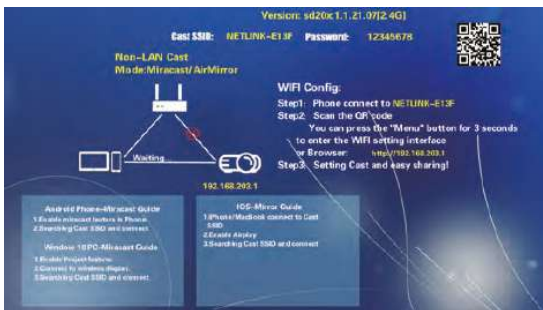 Version: sd20x1.1.21.07[2.4G]
Cast SSID: NETLINK-E13F Password: 12345678
Non-LAN Cast
Mode:Miracast/AirMirror
WIFI Config:
Step1: Phone connect to NETLINK-E13F
Step2: Scan the QR code
You can press the "Menu" button for 3 seconds
to enter the WIFI setting interface
or Browser: http://192.168.203.1
Step3: Setting Cast and easy sharing!
Waiting...
192.168.203.1
Android Phone-Miracast Guide
1.Enable miracast feature in Phone.
2.Searching Cast SSID and connect
Window 10 PC-Miracast Guide
1.Enable Project feature.
2.Connect to wireless display.
3.Searching Cast SSID and connect
IOS-Mirror Guide
1.iPhone/MacBook connect to Cast
SSID
2.Enable Airplay
3.Searching Cast SSID and connect